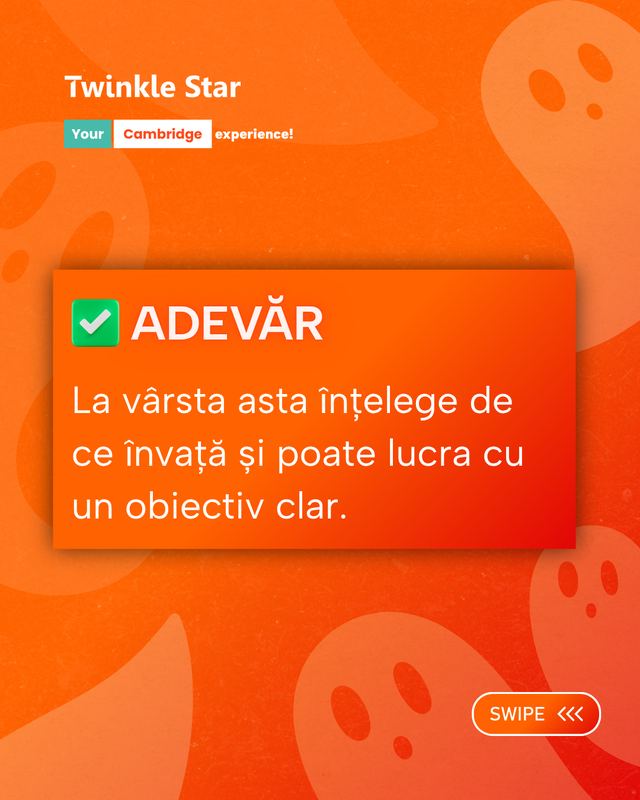 Twinkle Star
Your Cambridge experience!
✅ ADEVĂR
La vârsta asta înțelege de
ce învață și poate lucra cu
un obiectiv clar.
SWIPE